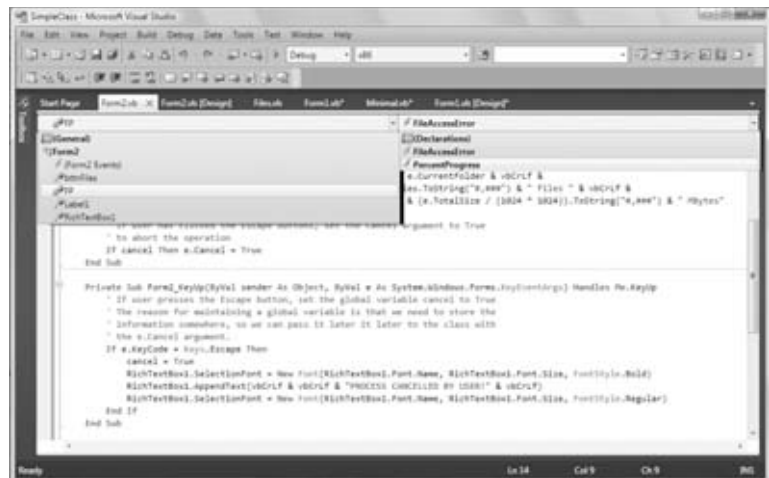 SimpleClass - Microsoft Visual Studio
File Edit View Project Build Debug Data Tools Test Window Help
Debug x86
Toolbox
Start Page Form2.vb X Form2.vb [Design] Files.vb Form1.vb* Minimal.vb* Form1.vb [Design]*
FP FileAccessError
(General) (Declarations)
Form2 FileAccessError
(Form2 Events) PercentProgress
bttnFiles e.CurrentFolder & vbCrLf &
FP les.ToString("#,###") & " Files " & vbCrLf &
Label1 & (e.TotalSize / (1024 * 1024)).ToString("#,###") & " MBytes"
RichTextBox1
' to abort the operation
If cancel Then e.Cancel = True
End Sub
Private Sub Form2_KeyUp(ByVal sender As Object, ByVal e As System.Windows.Forms.KeyEventArgs) Handles Me.KeyUp
' If user presses the Escape button, set the global variable cancel to True
' The reason for maintaining a global variable is that we need to store the
' information somewhere, so we can pass it later it later to the class with
' the e.Cancel argument.
If e.KeyCode = Keys.Escape Then
cancel = True
RichTextBox1.SelectionFont = New Font(RichTextBox1.Font.Name, RichTextBox1.Font.Size, FontStyle.Bold)
RichTextBox1.AppendText(vbCrLf & vbCrLf & "PROCESS CANCELLED BY USER!" & vbCrLf)
RichTextBox1.SelectionFont = New Font(RichTextBox1.Font.Name, RichTextBox1.Font.Size, FontStyle.Regular)
End If
End Sub
Ready Ln 14 Col 9 Ch 9 INS